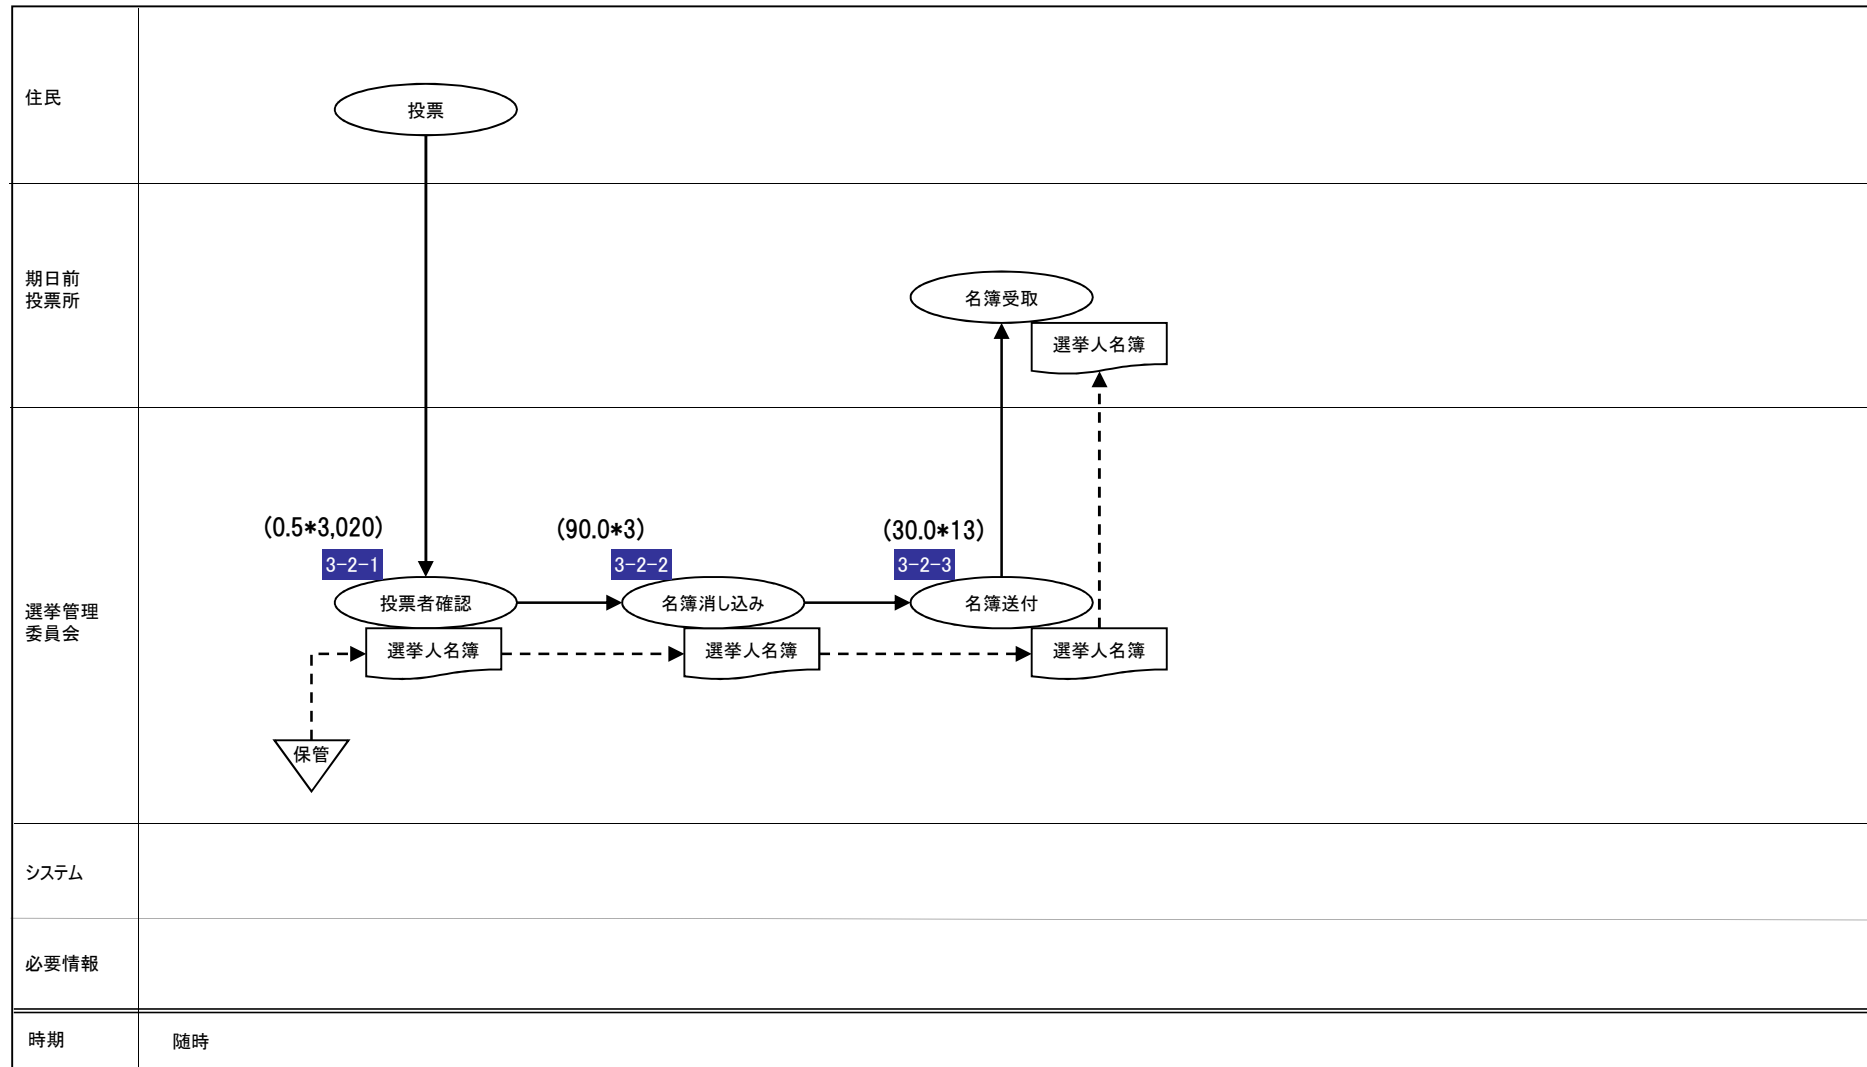 住民
投票
期日前
投票所
名簿受取
選挙人名簿
(0.5*3,020)
(90.0*3)
(30.0*13)
3-2-1
3-2-2
3-2-3
選挙管理
委員会
投票者確認
名簿消し込み
名簿送付
選挙人名簿
選挙人名簿
選挙人名簿
保管
システム
必要情報
時期
随時